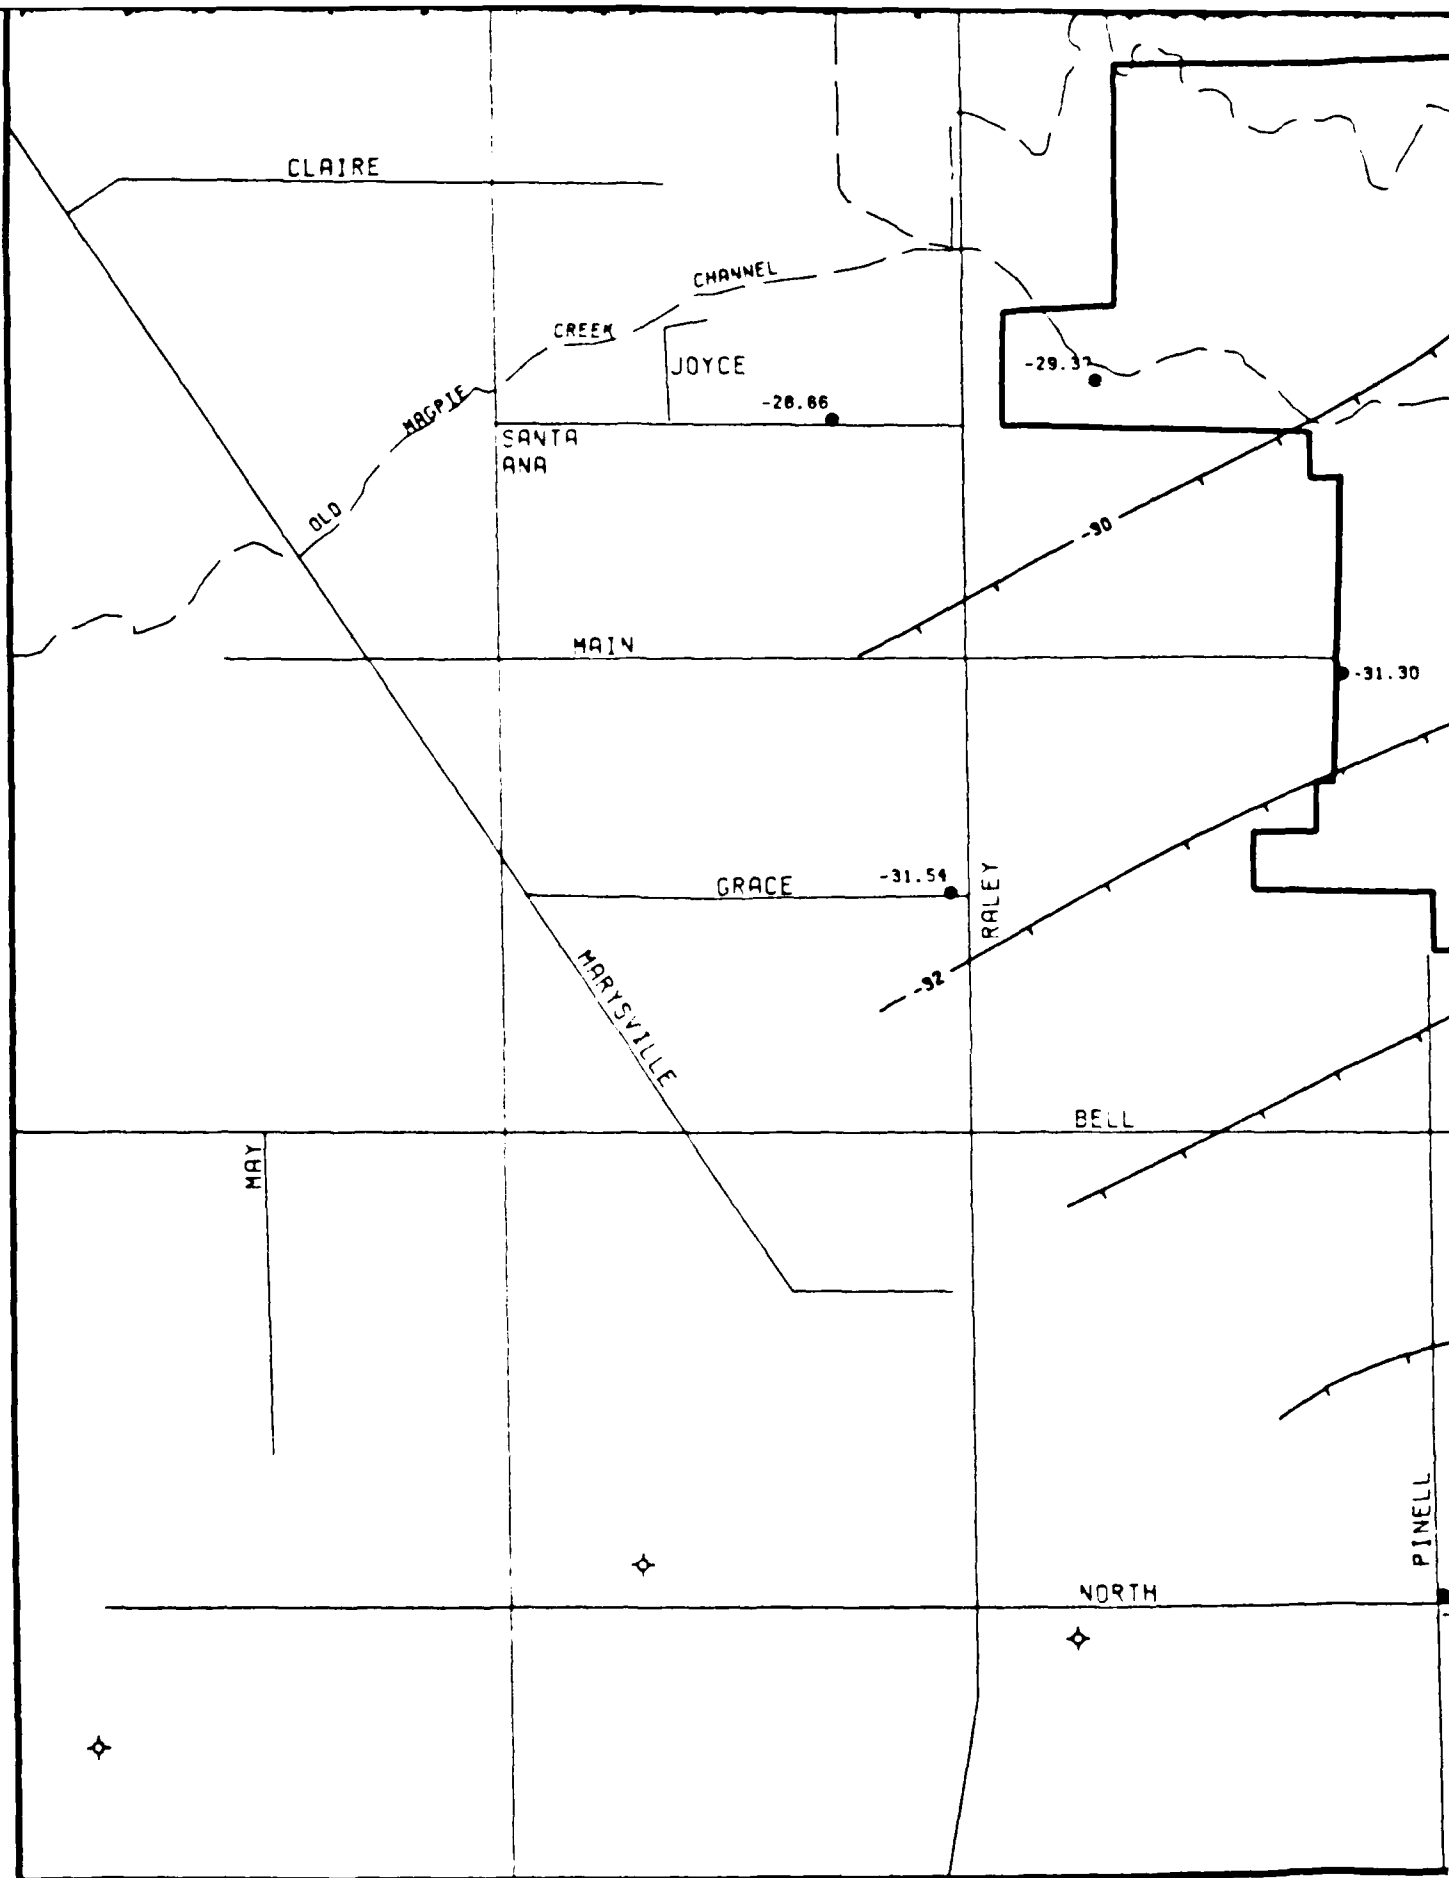 CLAIRE
CHANNEL
CREEK
JOYCE
-29.37
-28.66
MAGPIE
SANTA
ANA
OLD
-30
MAIN
-31.30
-31.54
GRACE
RALEY
-32
MARYSVILLE
BELL
MAY
PINELL
NORTH